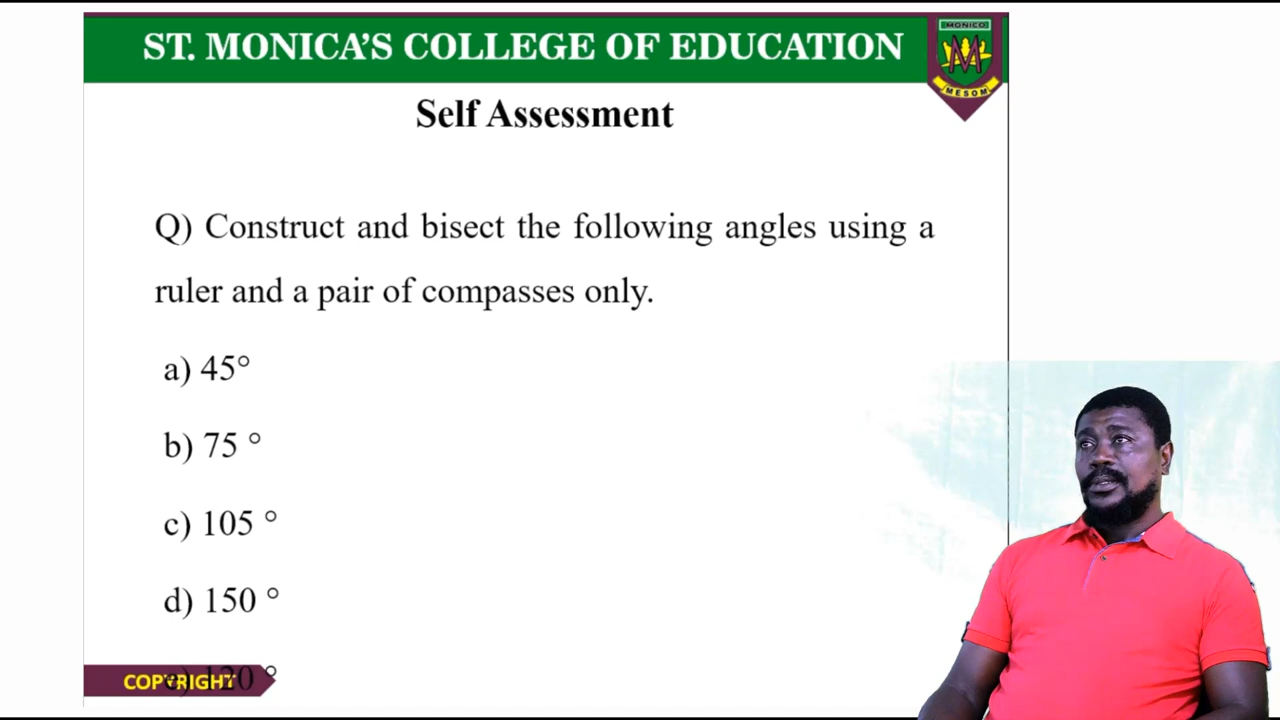 ST. MONICA'S COLLEGE OF EDUCATION
MONICO
MESOM
Self Assessment
Q) Construct and bisect the following angles using a
ruler and a pair of compasses only.
a) 45°
b) 75 °
c) 105 °
d) 150 °
e) 120 °
COPYRIGHT